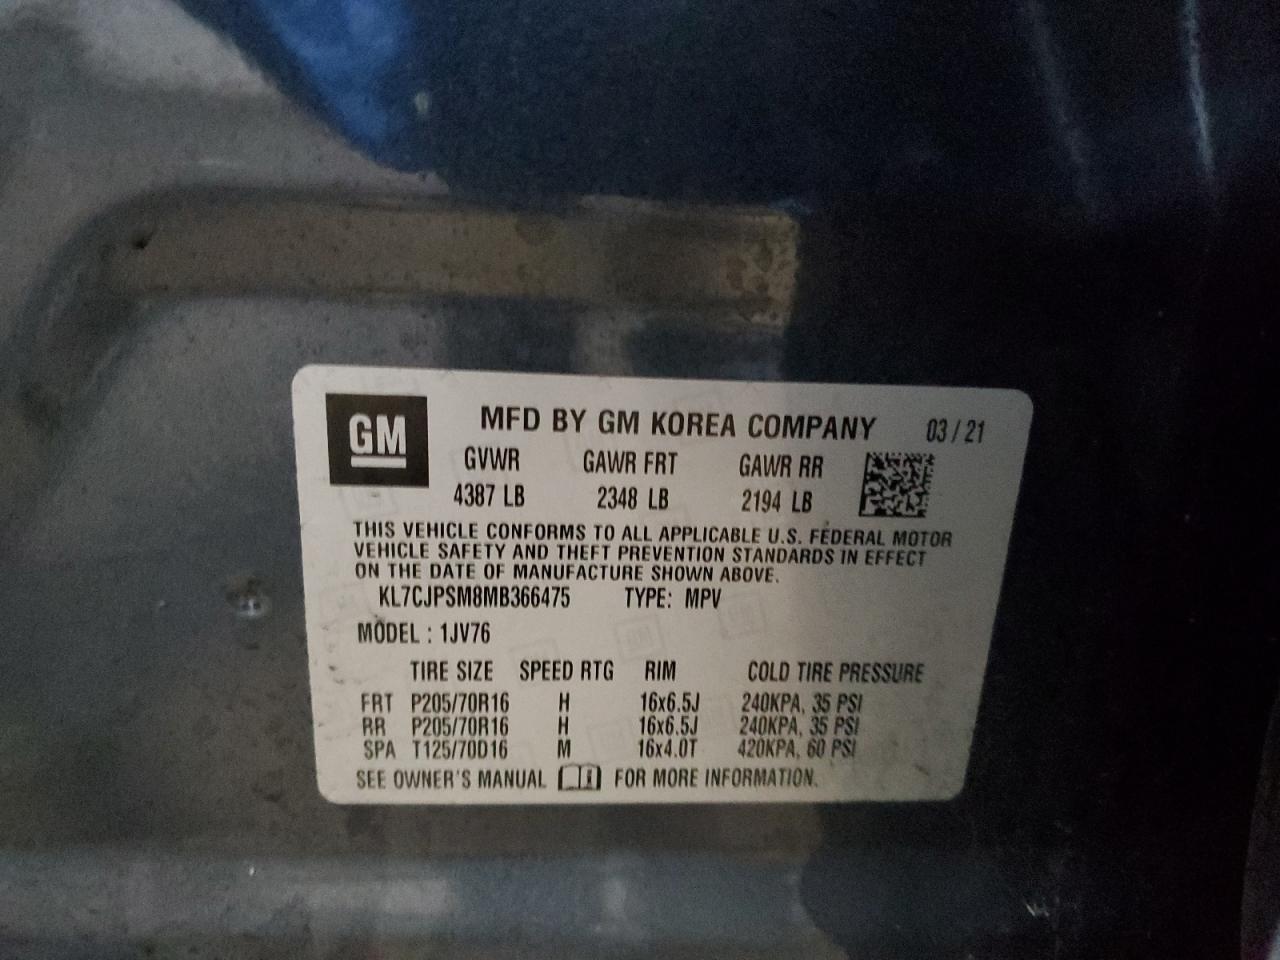 GM
MFD BY GM KOREA COMPANY 03/21
GVWR GAWR FRT GAWR RR
4387 LB 2348 LB 2194 LB
THIS VEHICLE CONFORMS TO ALL APPLICABLE U.S. FEDERAL MOTOR
VEHICLE SAFETY AND THEFT PREVENTION STANDARDS IN EFFECT
ON THE DATE OF MANUFACTURE SHOWN ABOVE.
KL7CJPSM8MB366475 TYPE: MPV
MODEL : 1JV76
TIRE SIZE SPEED RTG RIM COLD TIRE PRESSURE
FRT P205/70R16 H 16x6.5J 240KPA, 35 PSI
RR P205/70R16 H 16x6.5J 240KPA, 35 PSI
SPA T125/70D16 M 16x4.0T 420KPA, 60 PSI
SEE OWNER'S MANUAL FOR MORE INFORMATION.